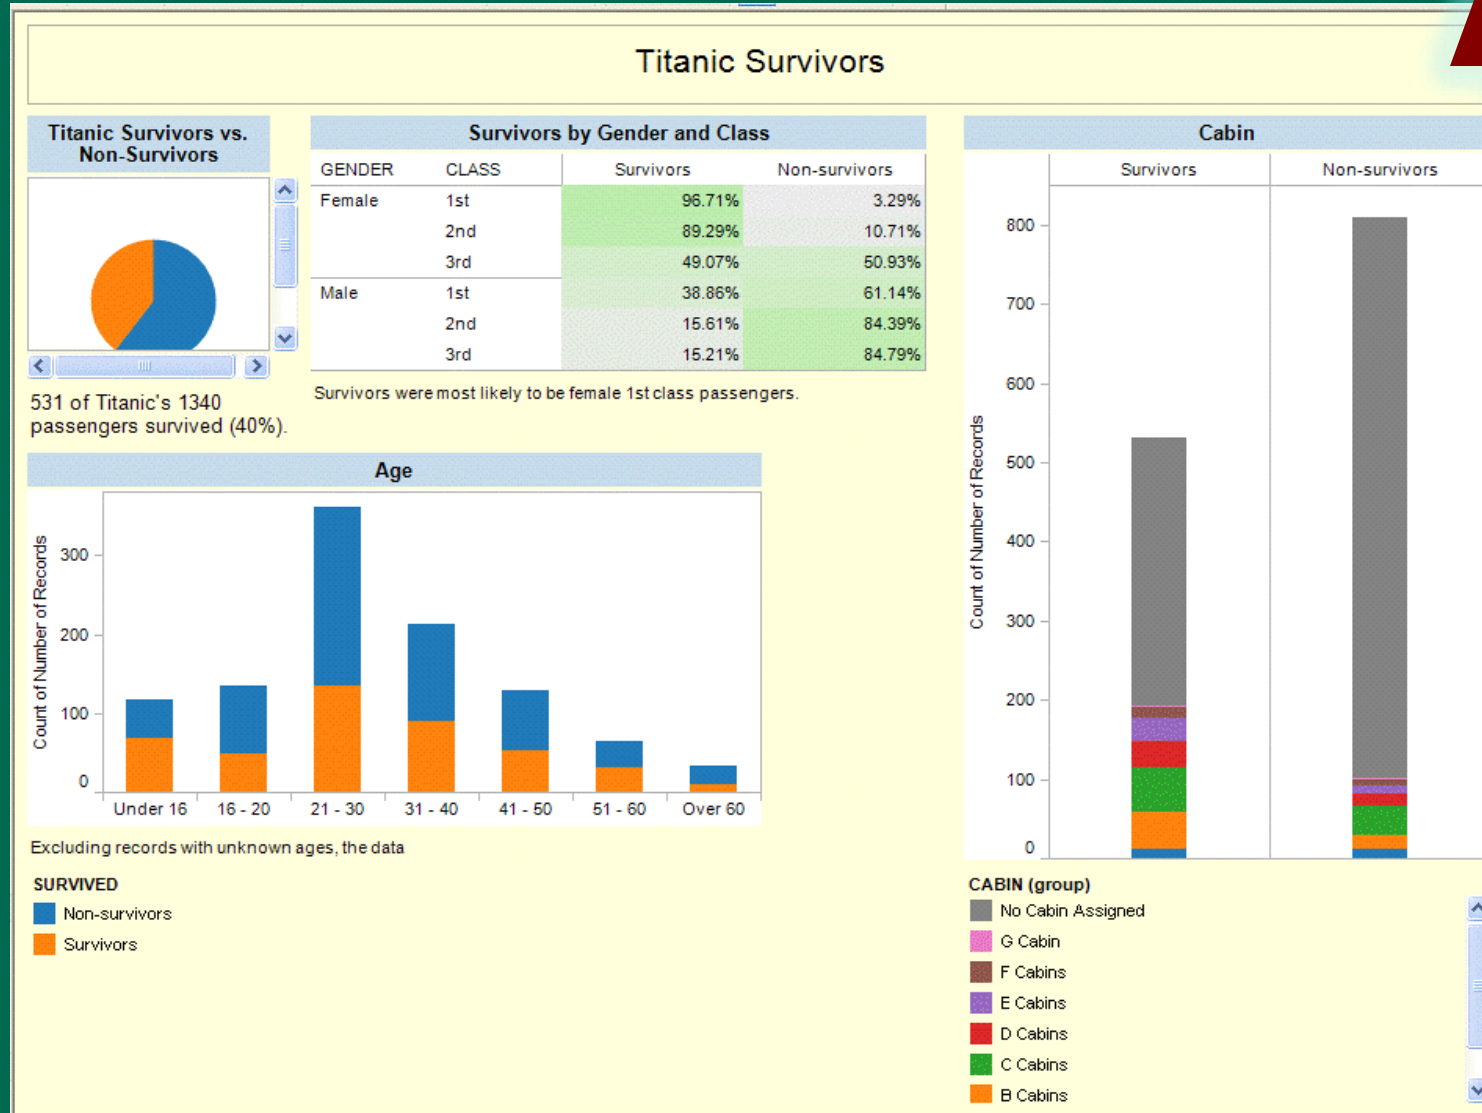 Titanic Survivors
Titanic Survivors vs.
Non-Survivors
531 of Titanic's 1340
passengers survived (40%).
Survivors by Gender and Class
GENDER CLASS Survivors Non-survivors
Female 1st 96.71% 3.29%
2nd 89.29% 10.71%
3rd 49.07% 50.93%
Male 1st 38.86% 61.14%
2nd 15.61% 84.39%
3rd 15.21% 84.79%
Survivors were most likely to be female 1st class passengers.
Age
Count of Number of Records
300
200
100
0
Under 16 16 - 20 21 - 30 31 - 40 41 - 50 51 - 60 Over 60
Excluding records with unknown ages, the data
SURVIVED
Non-survivors
Survivors
Cabin
Survivors Non-survivors
Count of Number of Records
800
700
600
500
400
300
200
100
0
CABIN (group)
No Cabin Assigned
G Cabin
F Cabins
E Cabins
D Cabins
C Cabins
B Cabins